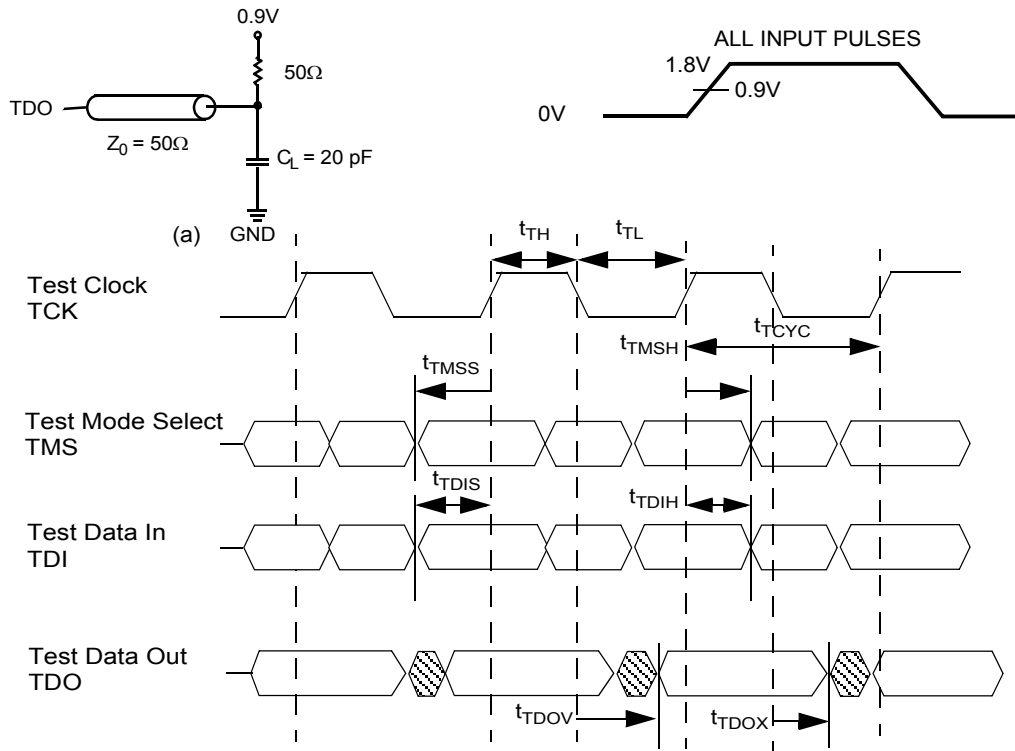 0.9V
50Ω
TDO
Z0 = 50Ω
CL = 20 pF
(a)
GND
ALL INPUT PULSES
1.8V
0.9V
0V
tTH
tTL
Test Clock
TCK
tTCYC
tTMSH
tTMSS
Test Mode Select
TMS
tTDIS
tTDIH
Test Data In
TDI
Test Data Out
TDO
tTDOV
tTDOX